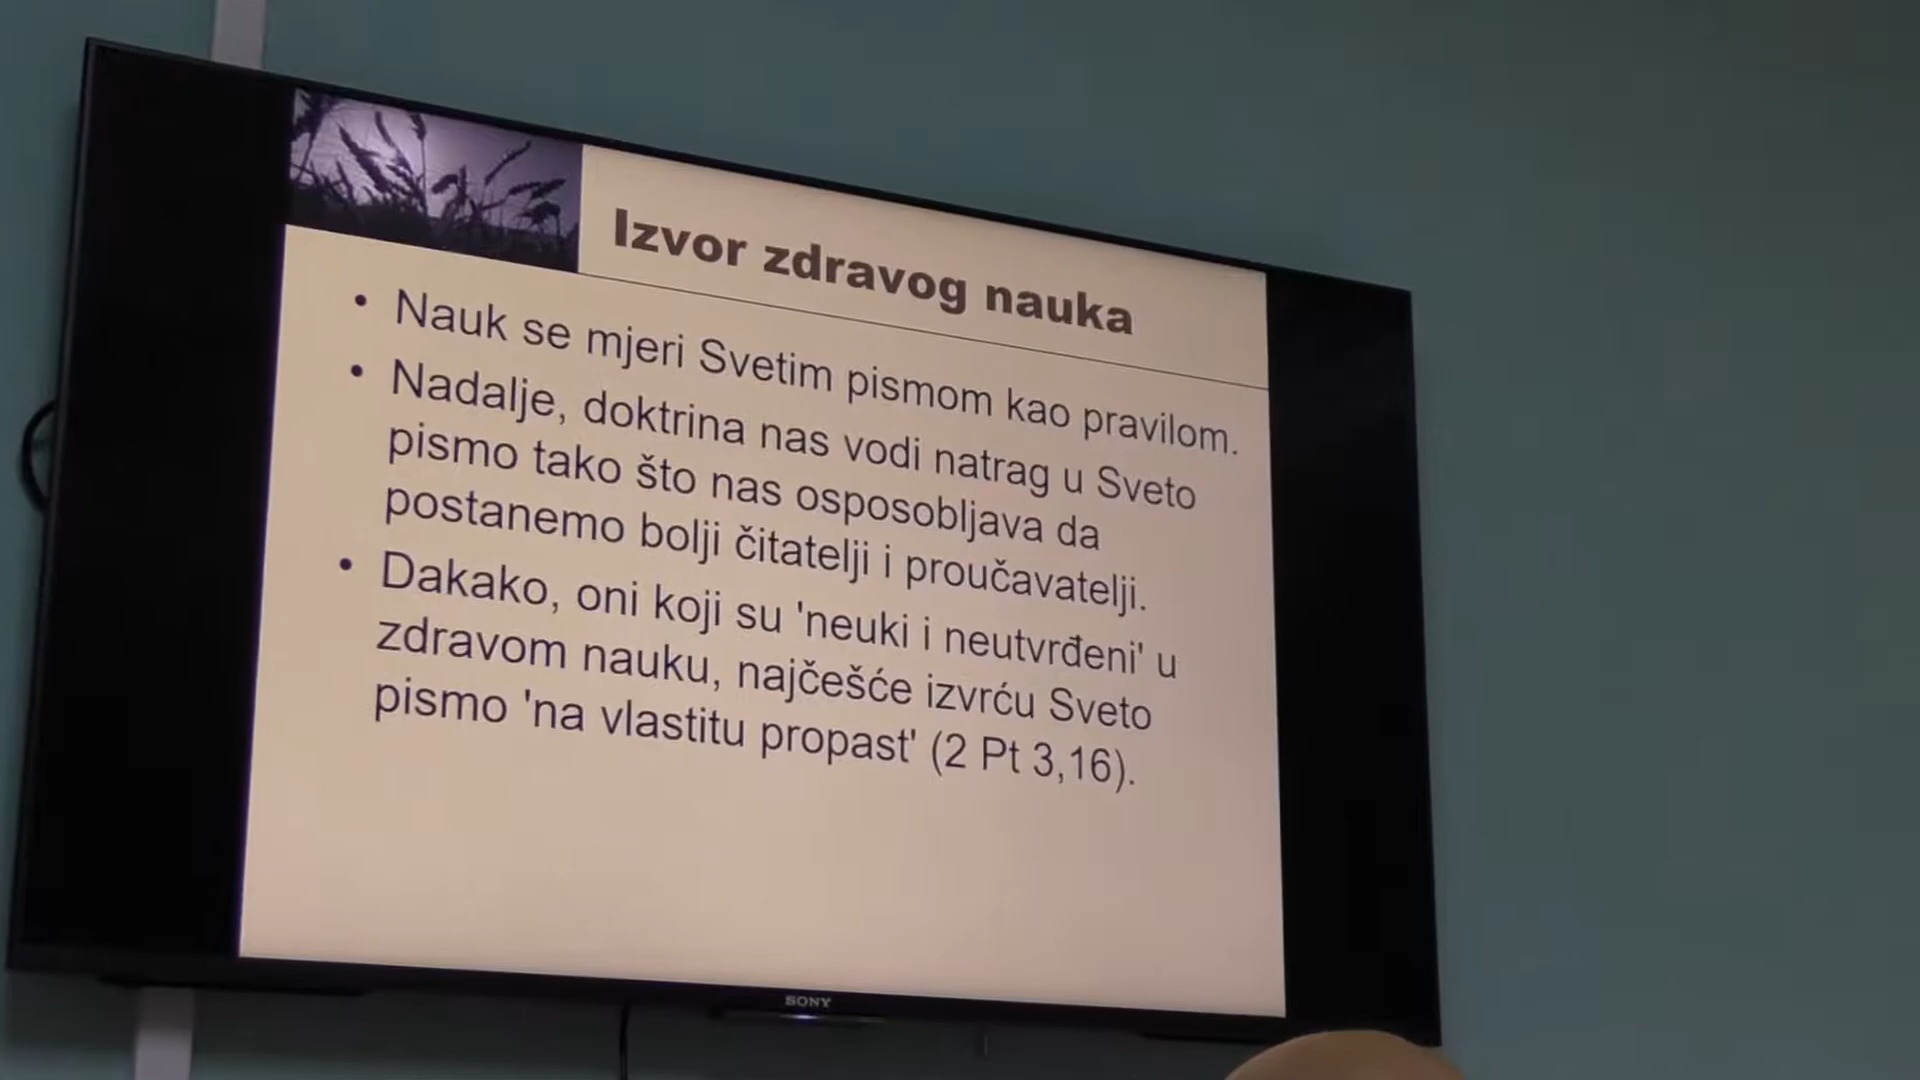 Izvor zdravog nauka
• Nauk se mjeri Svetim pismom kao pravilom.
• Nadalje, doktrina nas vodi natrag u Sveto
pismo tako što nas osposobljava da
postanemo bolji čitatelji i proučavatelji.
• Dakako, oni koji su 'neuki i neutvrđeni' u
zdravom nauku, najčešće izvrću Sveto
pismo 'na vlastitu propast' (2 Pt 3,16).
SONY